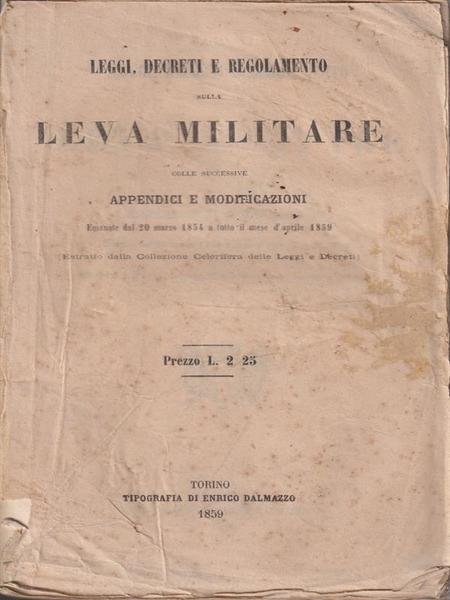 LEGGI, DECRETI E REGOLAMENTO
SULLA
LEVA MILITARE
COLLE SUCCESSIVE
APPENDICI E MODIFICAZIONI
Emanate dal 20 marzo 1854 a tutto il mese d'aprile 1859
(Estratto dalla Collezione Celerifera delle Leggi e Decreti)
Prezzo L. 2 25
TORINO
TIPOGRAFIA DI ENRICO DALMAZZO
1859